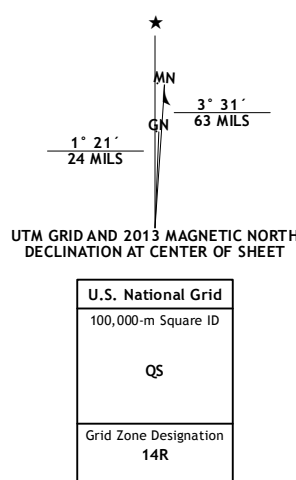 ★
MN
GN
3° 31´
63 MILS
1° 21´
24 MILS
UTM GRID AND 2013 MAGNETIC NORTH
DECLINATION AT CENTER OF SHEET
U.S. National Grid
100,000-m Square ID
QS
Grid Zone Designation
14R